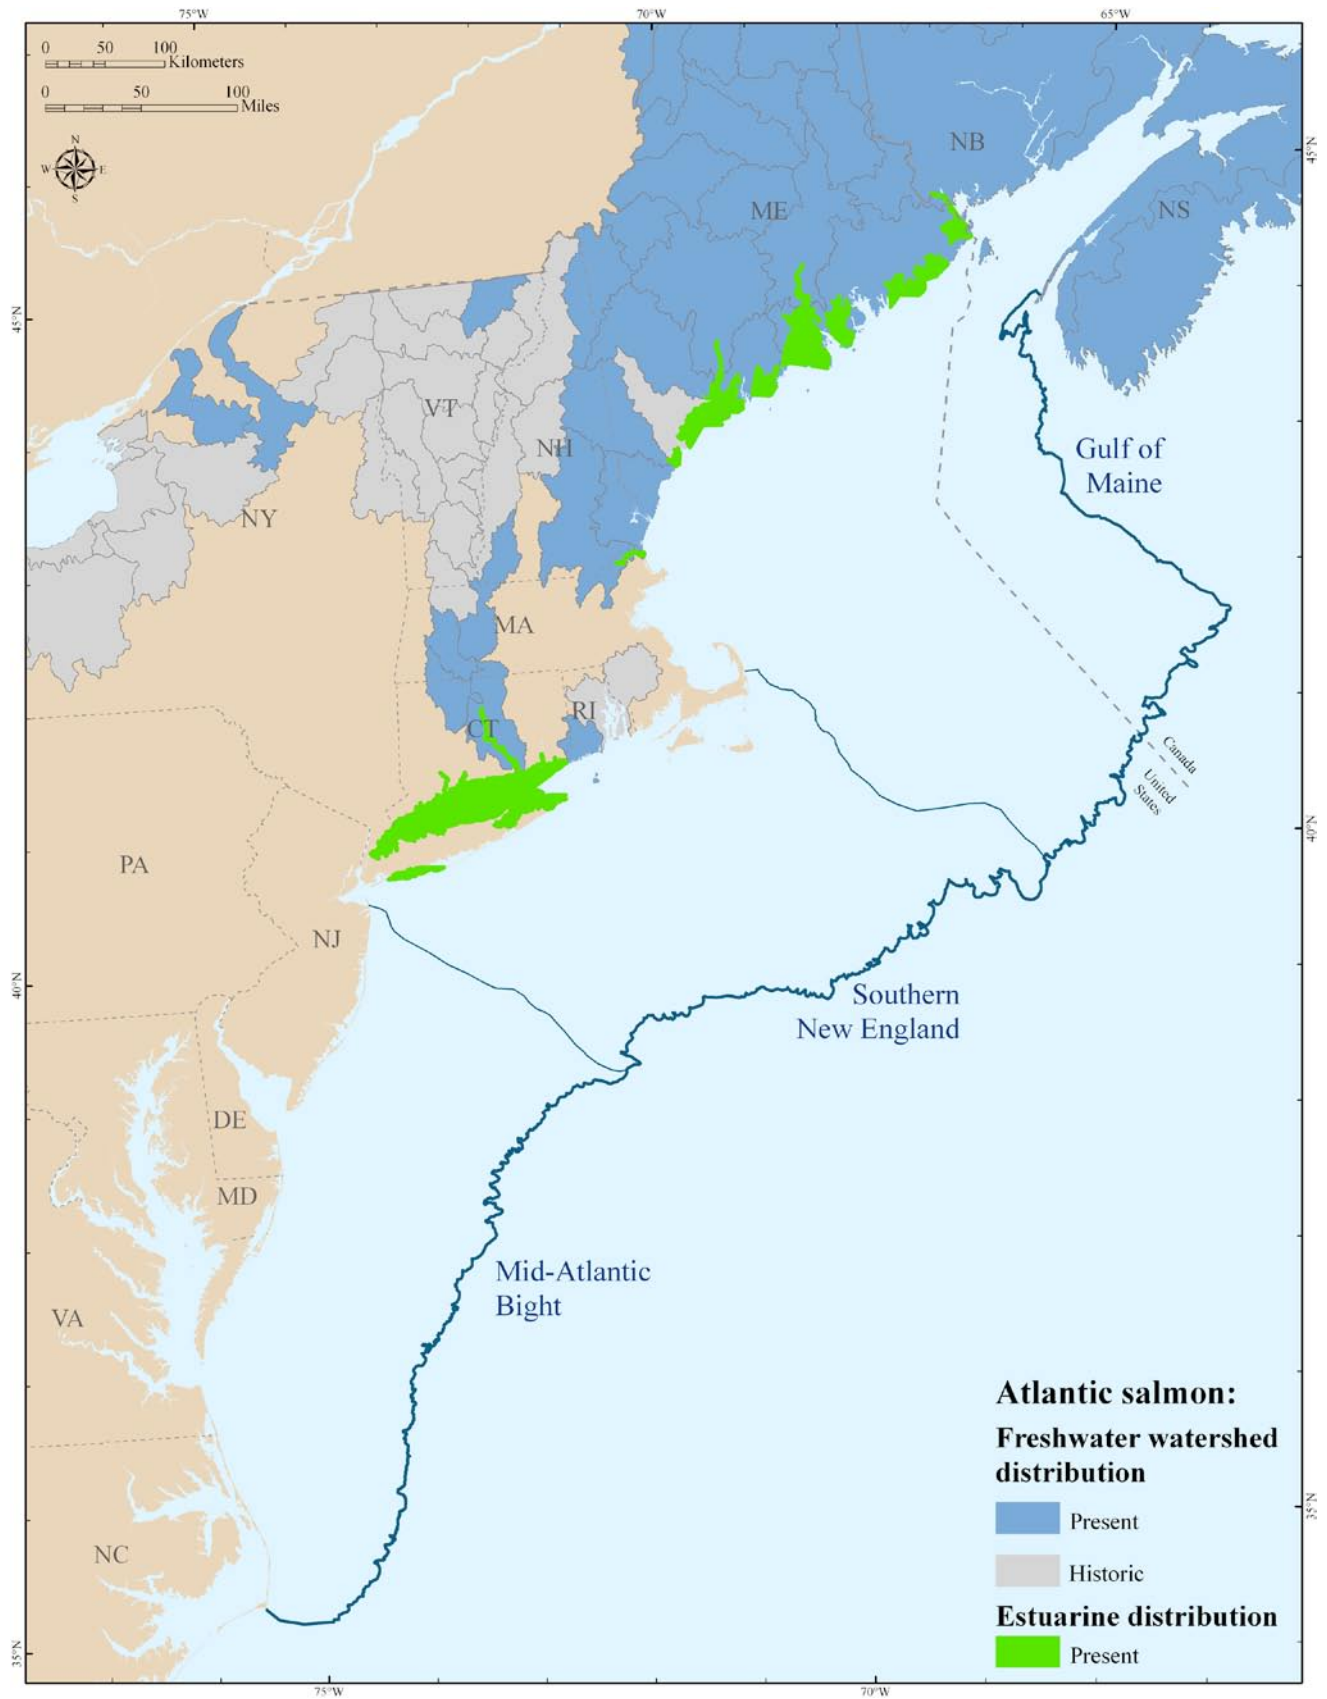 75°W
70°W
65°W
0 50 100
Kilometers
0 50 100
Miles
N
W E
S
45°N
45°N
NB
ME
NS
VT
NH
NY
Gulf of
Maine
MA
RI
CT
Canada
United
States
40°N
PA
NJ
40°N
Southern
New England
DE
MD
Mid-Atlantic
Bight
VA
Atlantic salmon:
Freshwater watershed
distribution
Present
35°N
NC
Historic
Estuarine distribution
Present
35°N
75°W
70°W